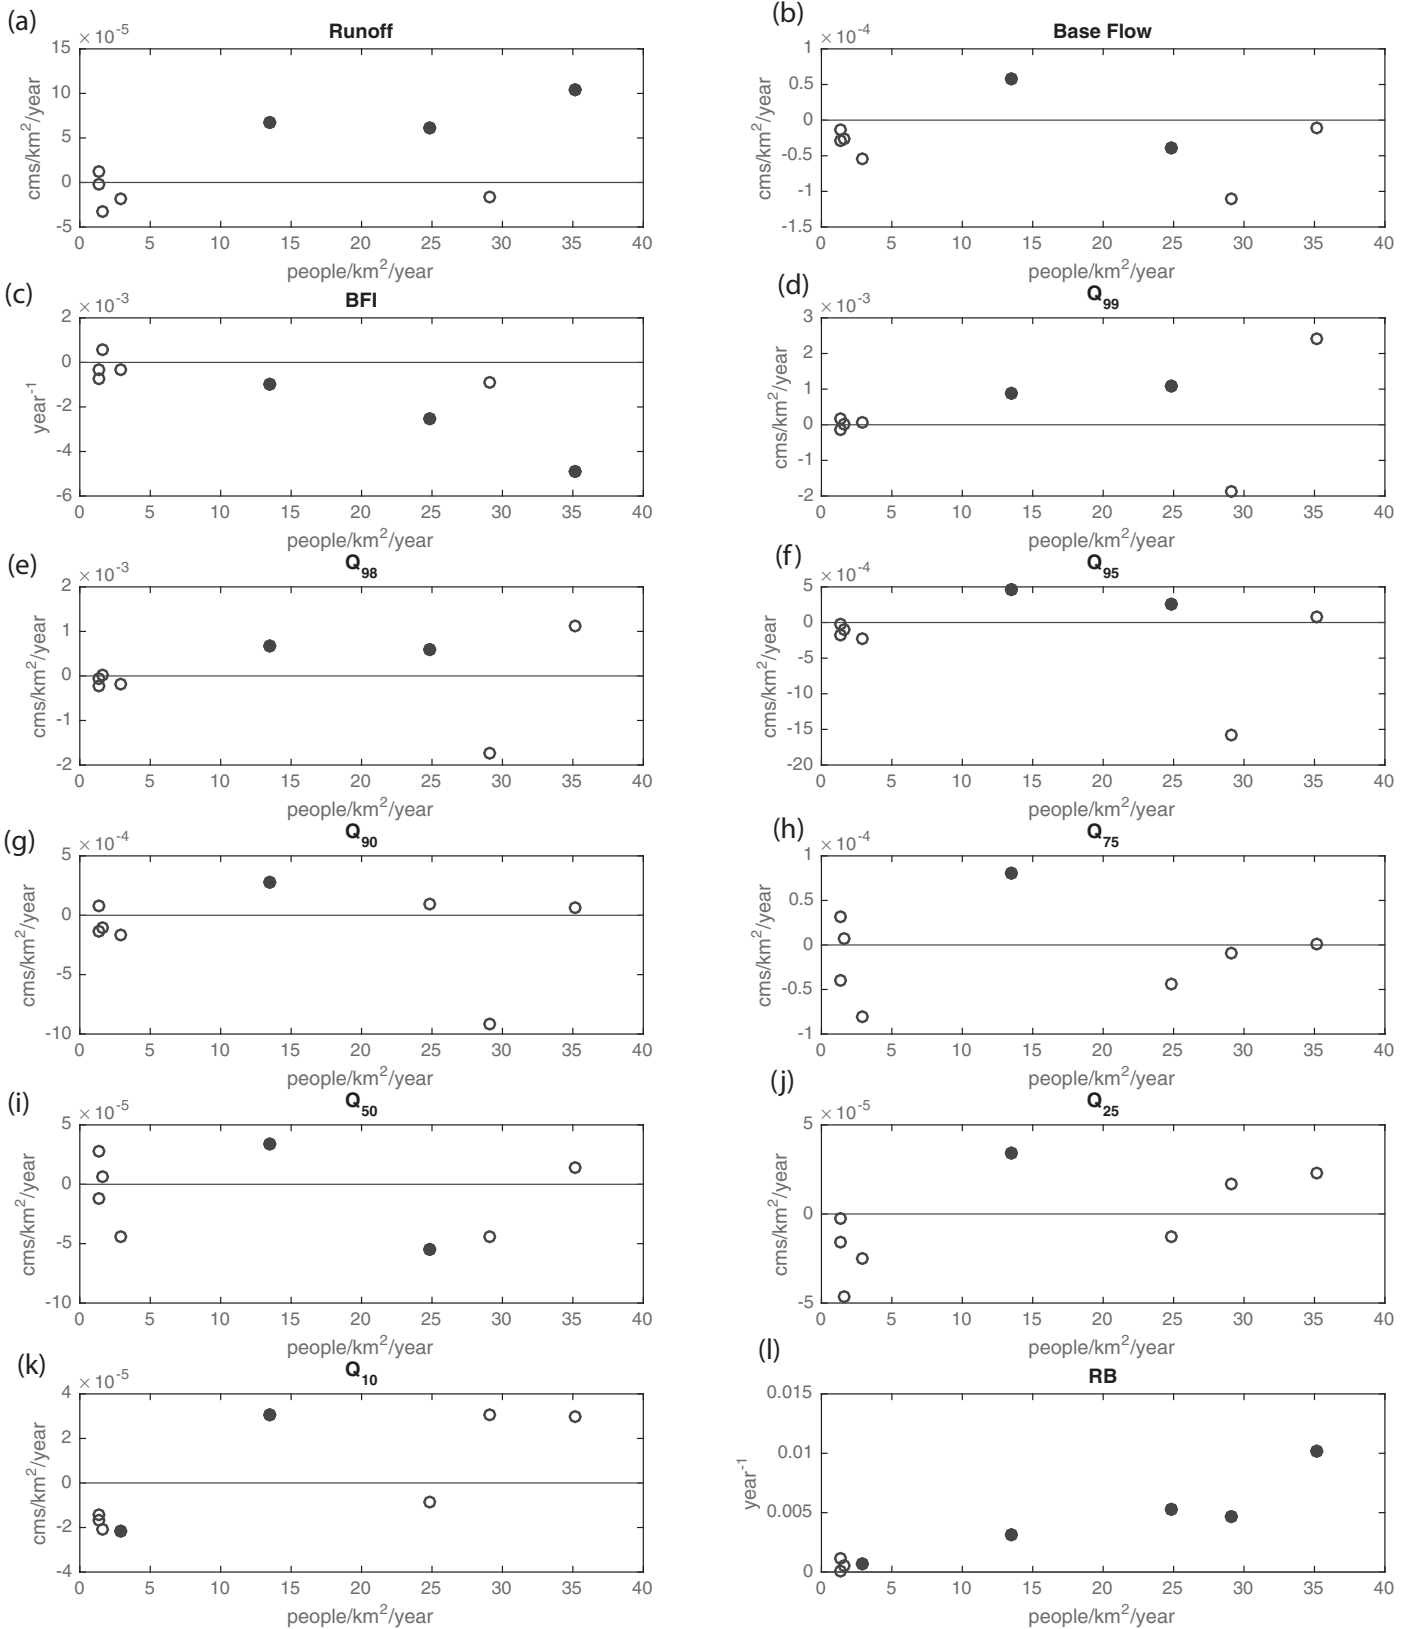 (a)
Runoff
× 10-5
15
10
5
0
-5
cms/km2/year
0 5 10 15 20 25 30 35 40
people/km2/year
(b)
Base Flow
× 10-4
1
0.5
0
-0.5
-1
-1.5
cms/km2/year
0 5 10 15 20 25 30 35 40
people/km2/year
(c)
BFI
× 10-3
2
0
-2
-4
-6
year-1
0 5 10 15 20 25 30 35 40
people/km2/year
(d)
Q99
× 10-3
3
2
1
0
-1
-2
cms/km2/year
0 5 10 15 20 25 30 35 40
people/km2/year
(e)
Q98
× 10-3
2
1
0
-1
-2
cms/km2/year
0 5 10 15 20 25 30 35 40
people/km2/year
(f)
Q95
× 10-4
5
0
-5
-10
-15
-20
cms/km2/year
0 5 10 15 20 25 30 35 40
people/km2/year
(g)
Q90
× 10-4
5
0
-5
-10
cms/km2/year
0 5 10 15 20 25 30 35 40
people/km2/year
(h)
Q75
× 10-4
1
0.5
0
-0.5
-1
cms/km2/year
0 5 10 15 20 25 30 35 40
people/km2/year
(i)
Q50
× 10-5
5
0
-5
-10
cms/km2/year
0 5 10 15 20 25 30 35 40
people/km2/year
(j)
Q25
× 10-5
5
0
-5
cms/km2/year
0 5 10 15 20 25 30 35 40
people/km2/year
(k)
Q10
× 10-5
4
2
0
-2
-4
cms/km2/year
0 5 10 15 20 25 30 35 40
people/km2/year
(l)
RB
0.015
0.01
0.005
0
year-1
0 5 10 15 20 25 30 35 40
people/km2/year